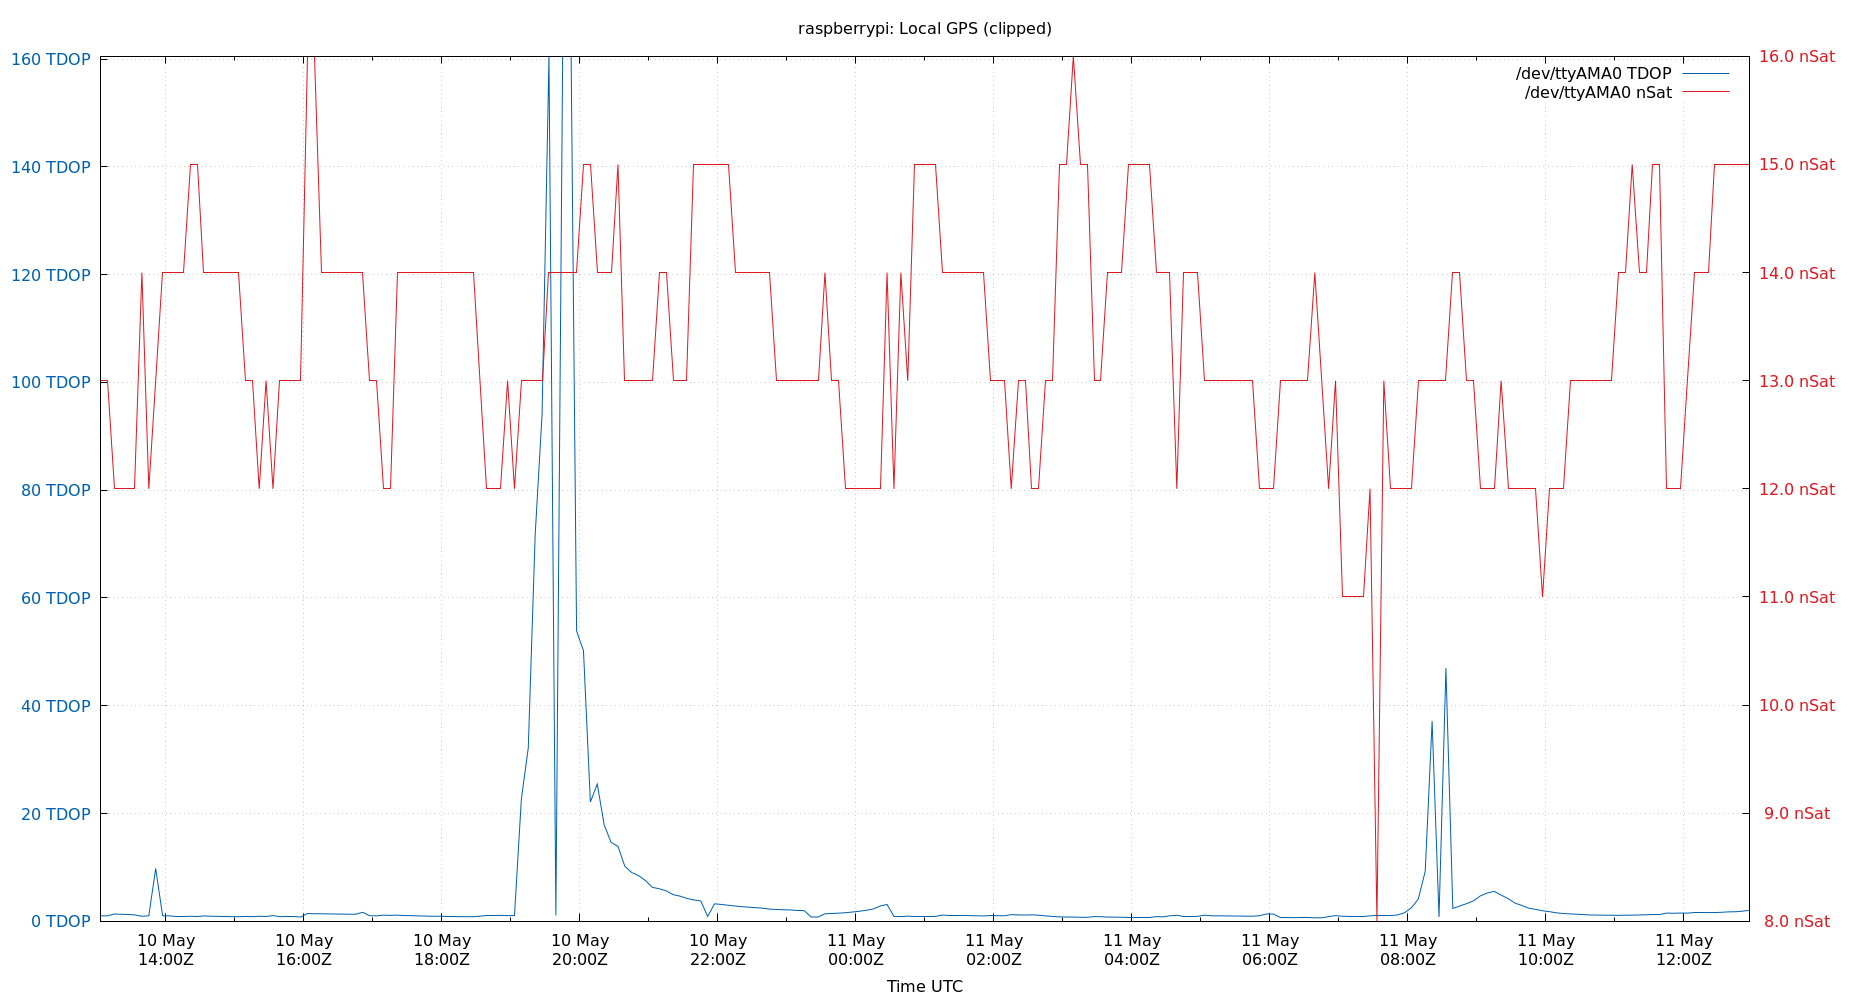 raspberrypi: Local GPS (clipped)
160 TDOP
140 TDOP
120 TDOP
100 TDOP
80 TDOP
60 TDOP
40 TDOP
20 TDOP
0 TDOP
16.0 nSat
15.0 nSat
14.0 nSat
13.0 nSat
12.0 nSat
11.0 nSat
10.0 nSat
9.0 nSat
8.0 nSat
/dev/ttyAMA0 TDOP
/dev/ttyAMA0 nSat
10 May
14:00Z
10 May
16:00Z
10 May
18:00Z
10 May
20:00Z
10 May
22:00Z
11 May
00:00Z
11 May
02:00Z
11 May
04:00Z
11 May
06:00Z
11 May
08:00Z
11 May
10:00Z
11 May
12:00Z
Time UTC